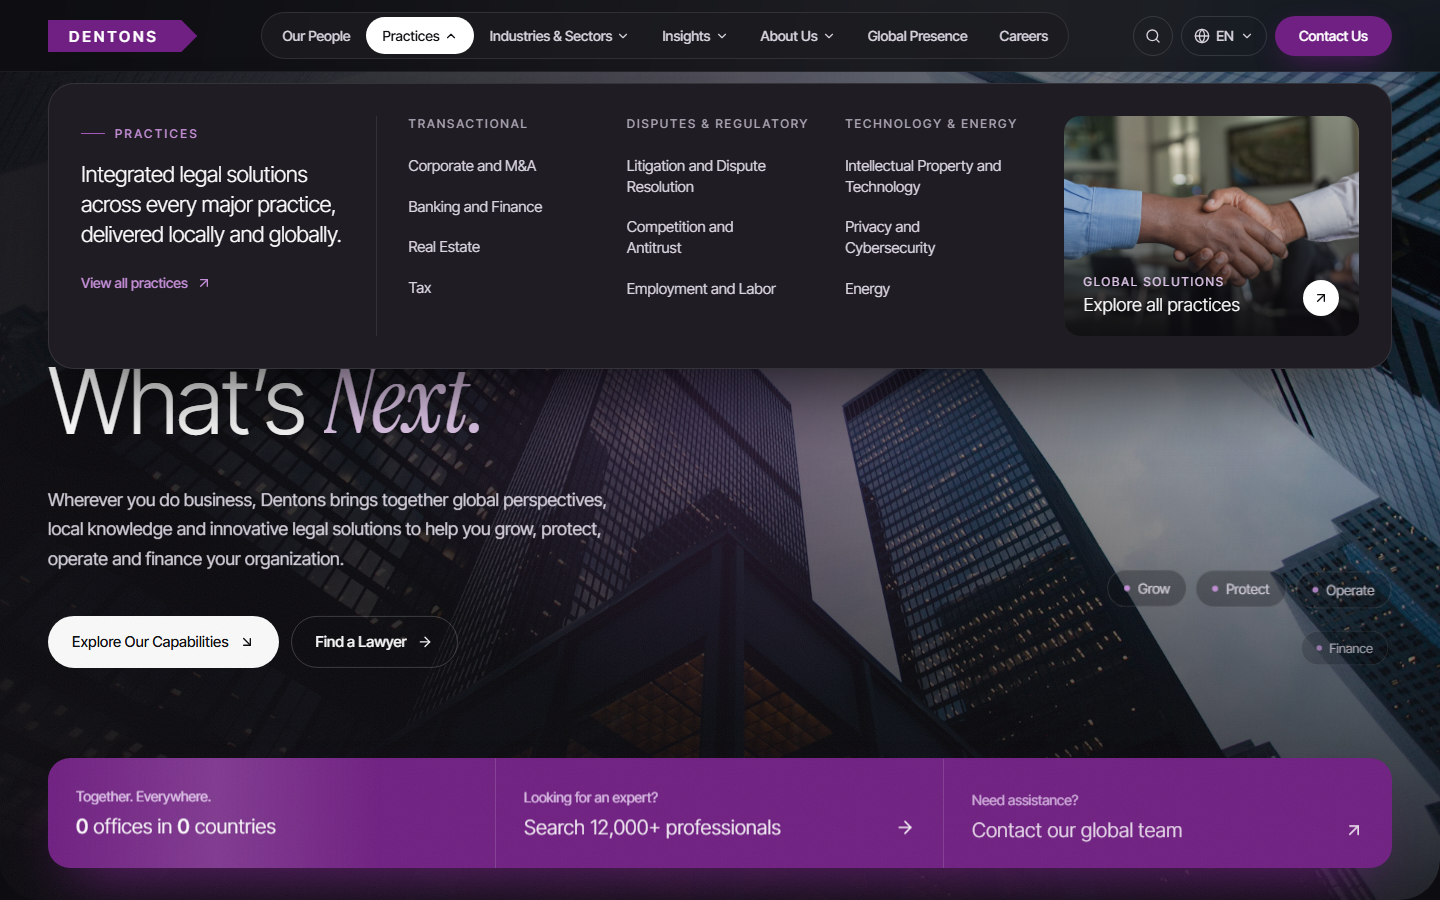 DENTONS
Our People
Practices
Industries & Sectors
Insights
About Us
Global Presence
Careers
EN
Contact Us
PRACTICES
Integrated legal solutions
across every major practice,
delivered locally and globally.
View all practices
TRANSACTIONAL
Corporate and M&A
Banking and Finance
Real Estate
Tax
DISPUTES & REGULATORY
Litigation and Dispute
Resolution
Competition and
Antitrust
Employment and Labor
TECHNOLOGY & ENERGY
Intellectual Property and
Technology
Privacy and
Cybersecurity
Energy
GLOBAL SOLUTIONS
Explore all practices
What's Next.
Wherever you do business, Dentons brings together global perspectives,
local knowledge and innovative legal solutions to help you grow, protect,
operate and finance your organization.
Explore Our Capabilities
Find a Lawyer
Grow
Protect
Operate
Finance
Together. Everywhere.
0 offices in 0 countries
Looking for an expert?
Search 12,000+ professionals
Need assistance?
Contact our global team